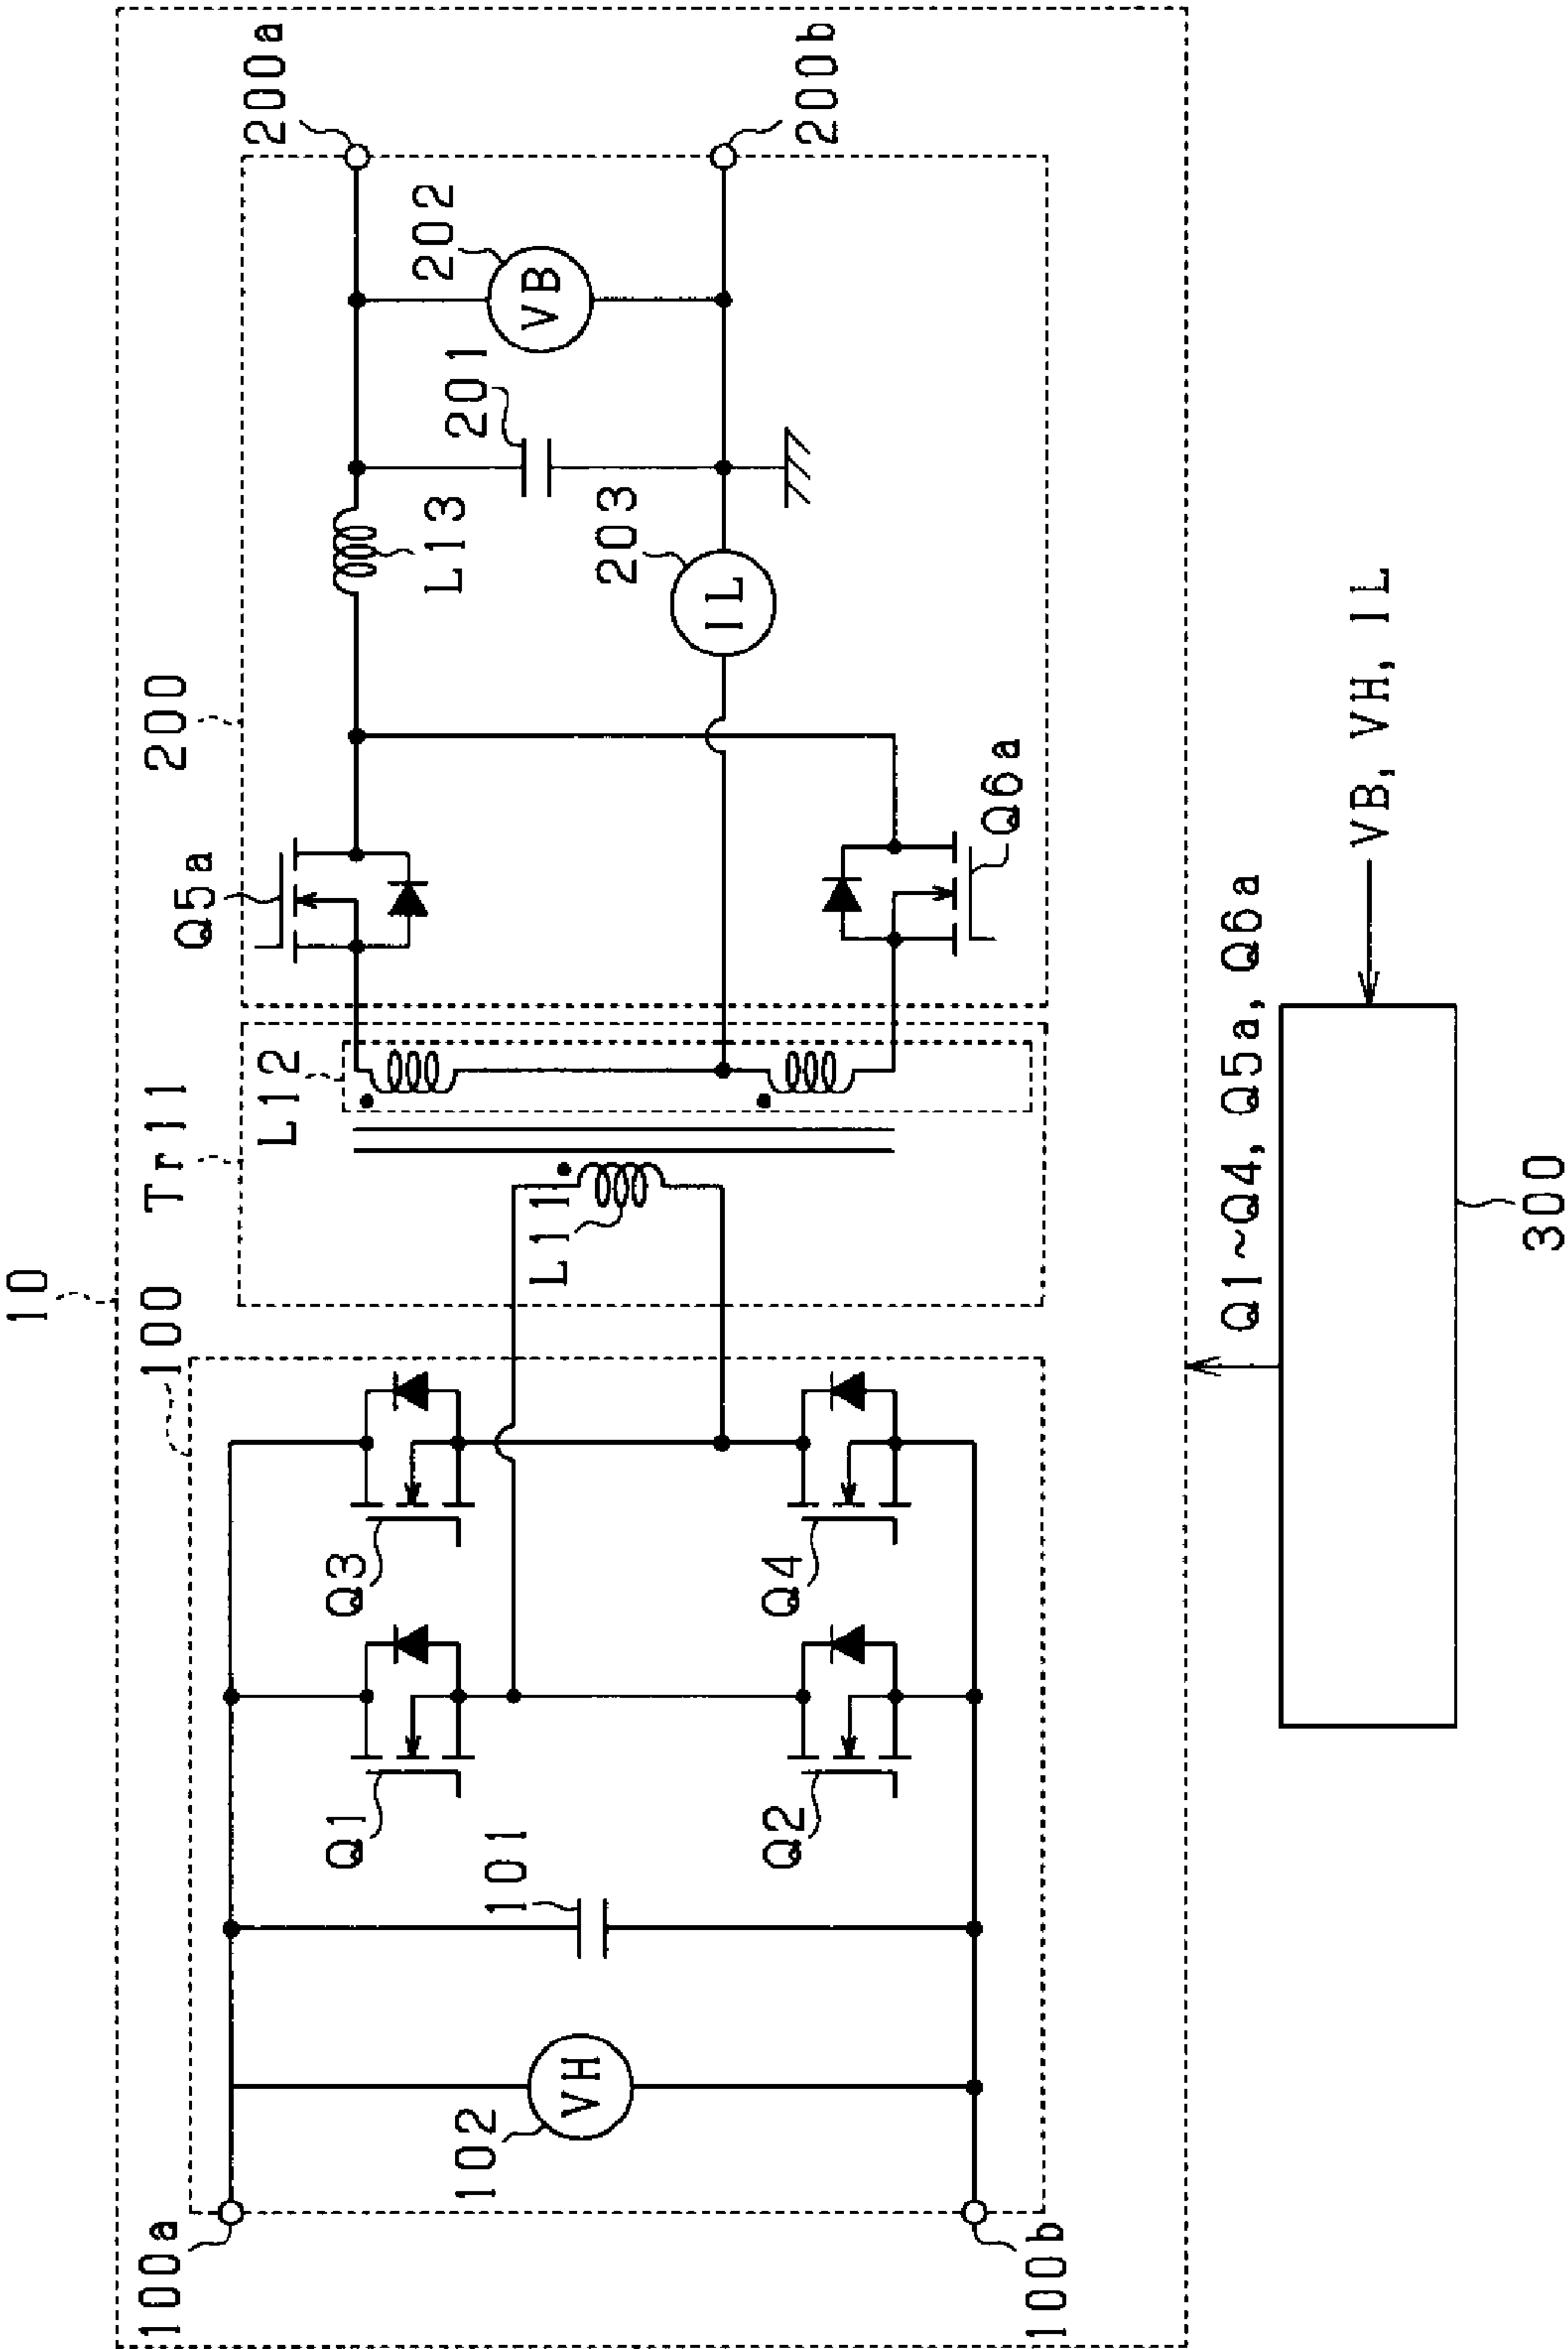 10
100
Tr11
200
100a
100b
102
VH
101
Q1
Q2
Q3
Q4
L11
L12
Q5a
Q6a
L13
203
IL
201
202
VB
200a
200b
Q1~Q4, Q5a, Q6a
VB, VH, IL
300